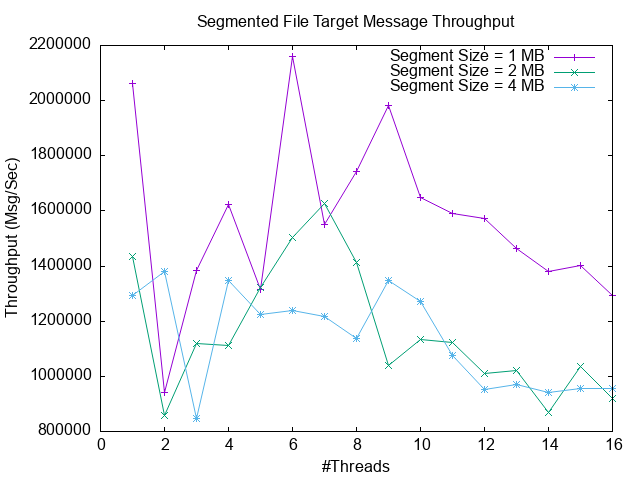 Segmented File Target Message Throughput
2200000
2000000
1800000
1600000
1400000
1200000
1000000
800000
Throughput (Msg/Sec)
Segment Size = 1 MB
Segment Size = 2 MB
Segment Size = 4 MB
0 2 4 6 8 10 12 14 16
#Threads